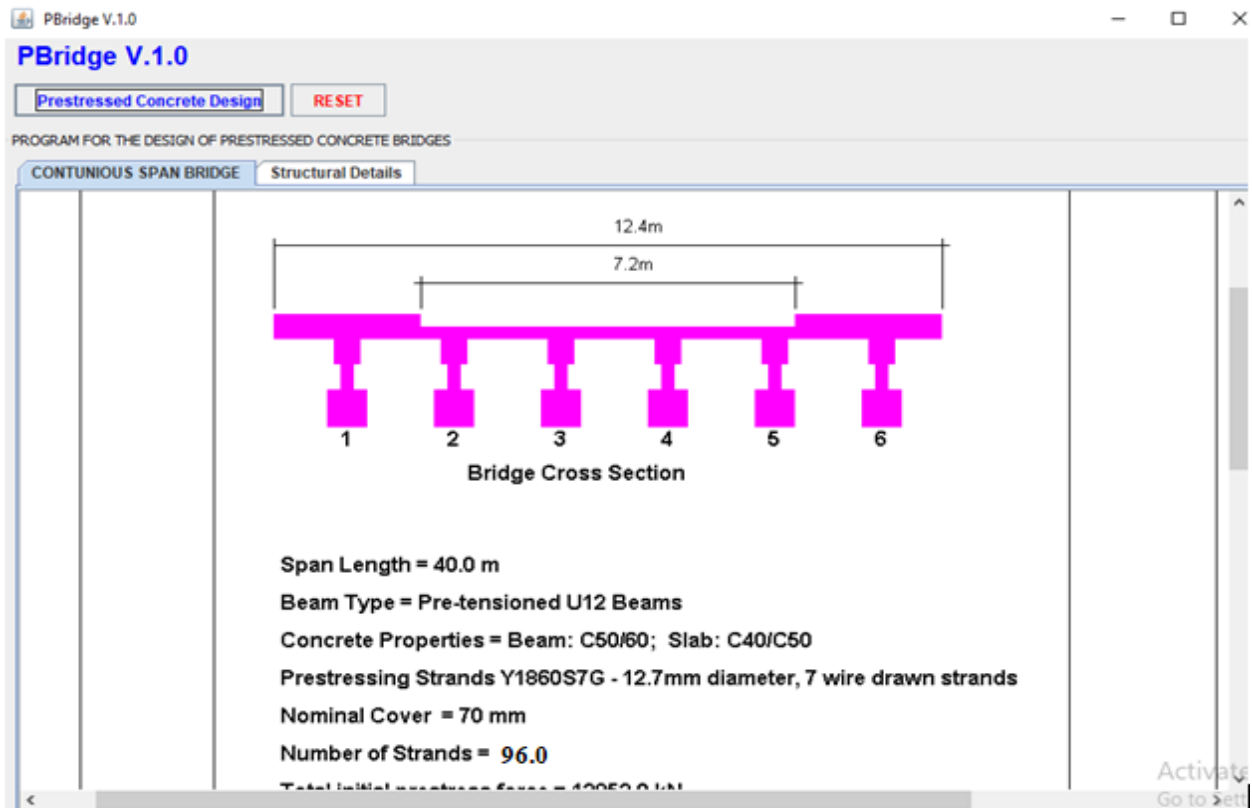 PBridge V.1.0
PBridge V.1.0
Prestressed Concrete Design RESET
PROGRAM FOR THE DESIGN OF PRESTRESSED CONCRETE BRIDGES
CONTUNIOUS SPAN BRIDGE Structural Details
12.4m
7.2m
1 2 3 4 5 6
Bridge Cross Section
Span Length = 40.0 m
Beam Type = Pre-tensioned U12 Beams
Concrete Properties = Beam: C50/60; Slab: C40/C50
Prestressing Strands Y1860S7G - 12.7mm diameter, 7 wire drawn strands
Nominal Cover = 70 mm
Number of Strands = 96.0
Total initial prestress force =
Activate
Go to